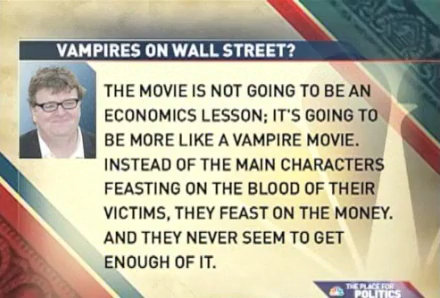 VAMPIRES ON WALL STREET?
THE MOVIE IS NOT GOING TO BE AN
ECONOMICS LESSON; IT'S GOING TO
BE MORE LIKE A VAMPIRE MOVIE.
INSTEAD OF THE MAIN CHARACTERS
FEASTING ON THE BLOOD OF THEIR
VICTIMS, THEY FEAST ON THE MONEY.
AND THEY NEVER SEEM TO GET
ENOUGH OF IT.
THE PLACE FOR
POLITICS